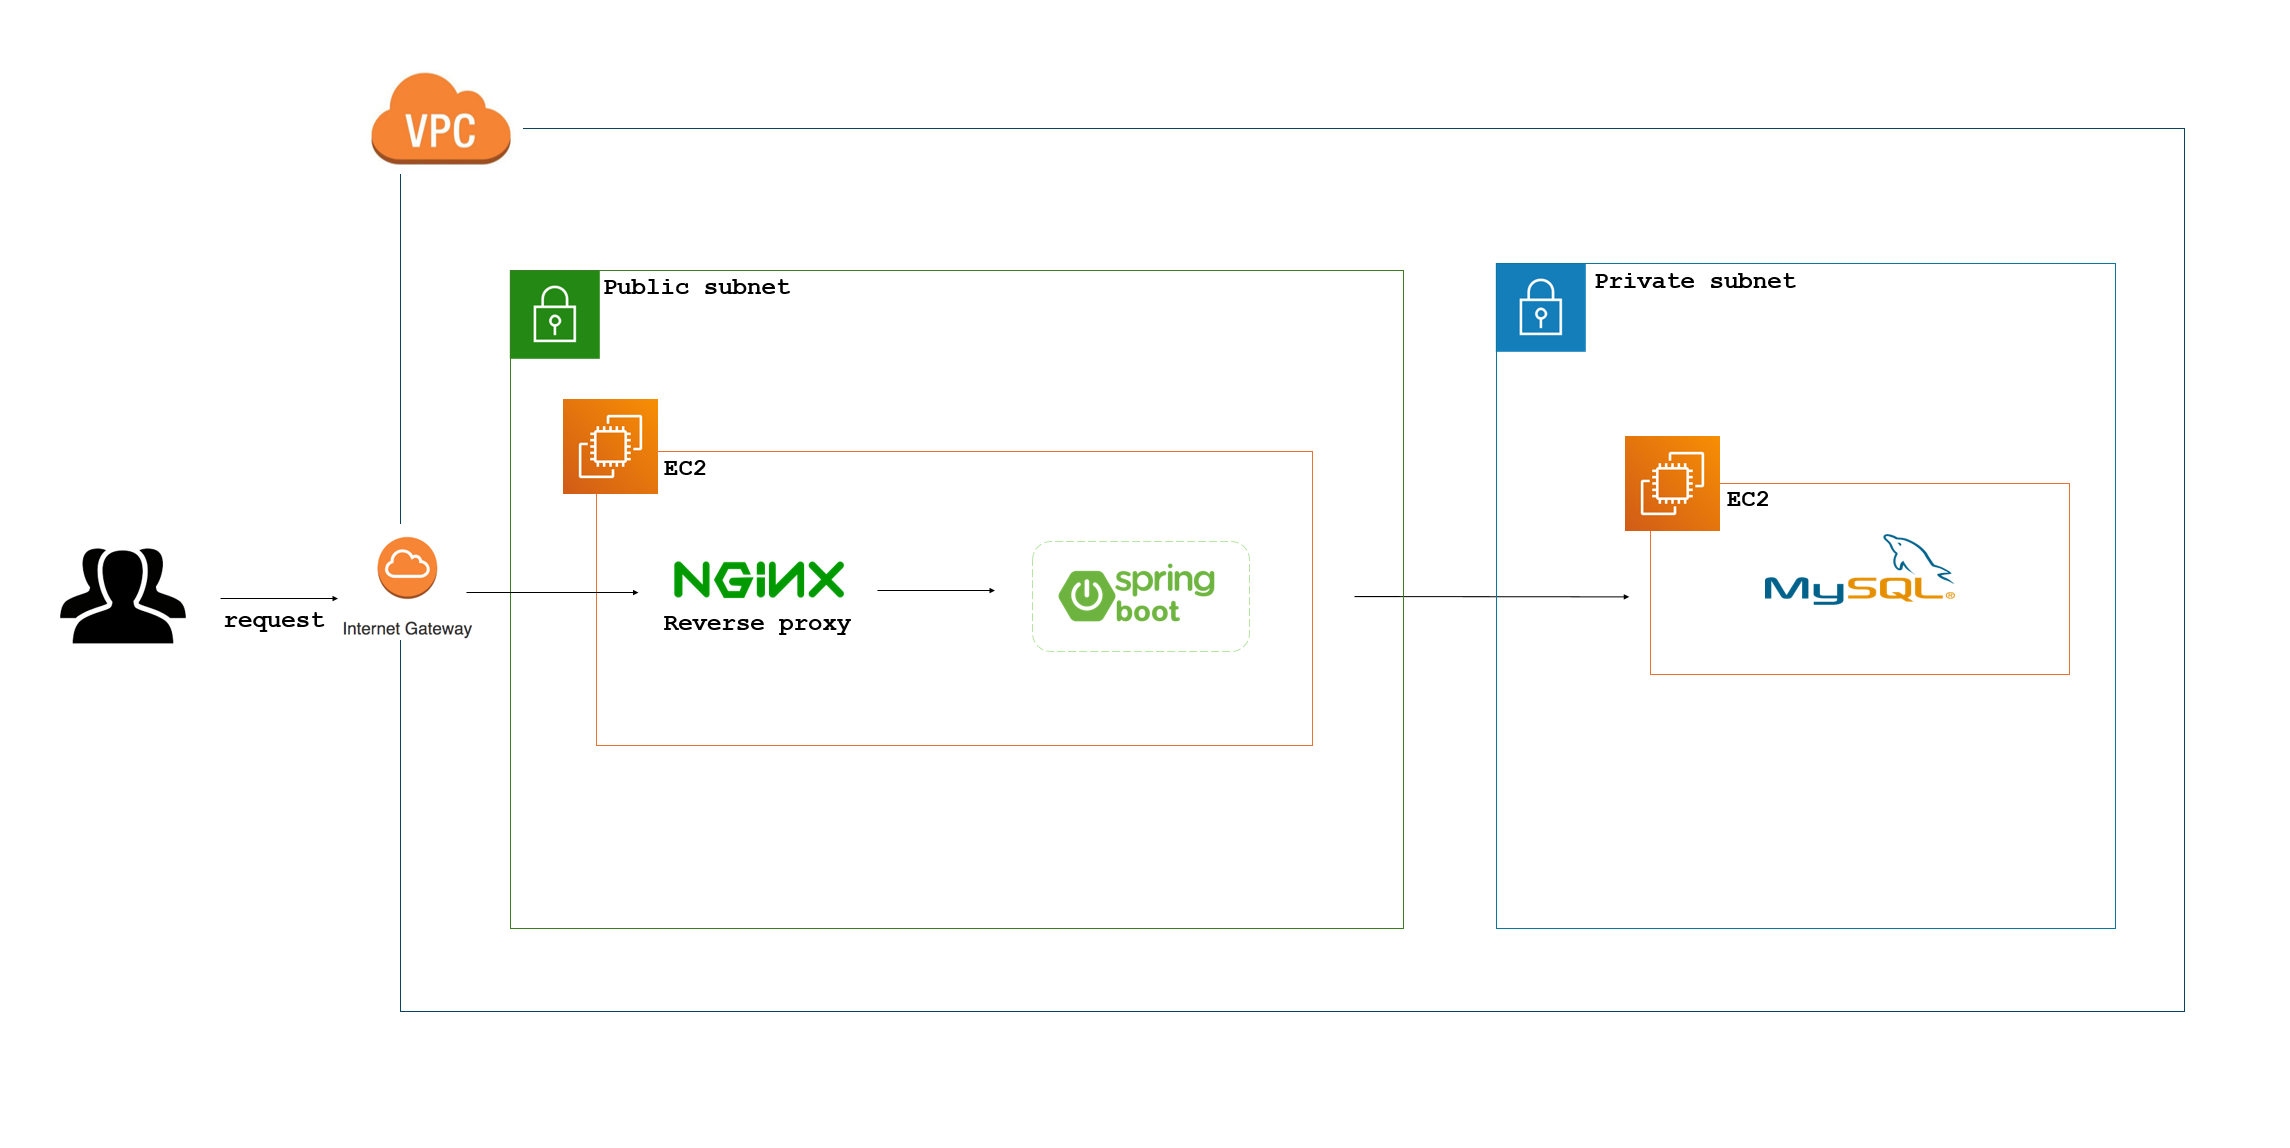 VPC
Public subnet
Private subnet
EC2
EC2
NGINX
Reverse proxy
spring
boot
MySQL®
request
Internet Gateway